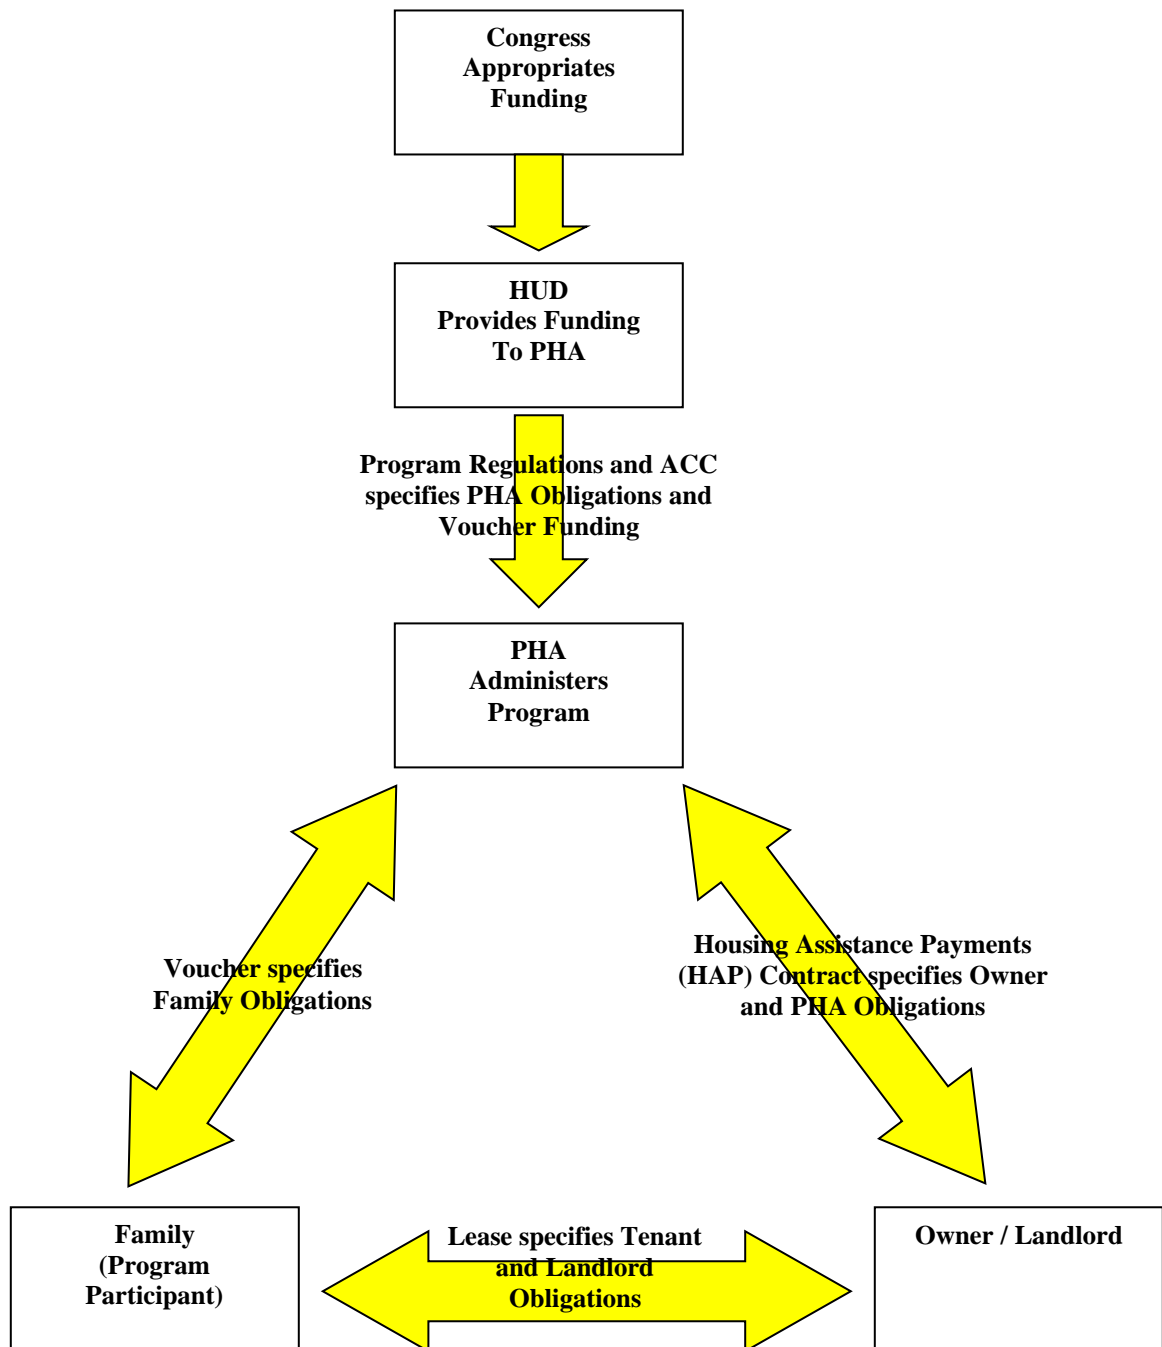 Congress
Appropriates
Funding
HUD
Provides Funding
To PHA
Program Regulations and ACC
specifies PHA Obligations and
Voucher Funding
PHA
Administers
Program
Voucher specifies
Family Obligations
Housing Assistance Payments
(HAP) Contract specifies Owner
and PHA Obligations
Family
(Program
Participant)
Lease specifies Tenant
and Landlord
Obligations
Owner / Landlord